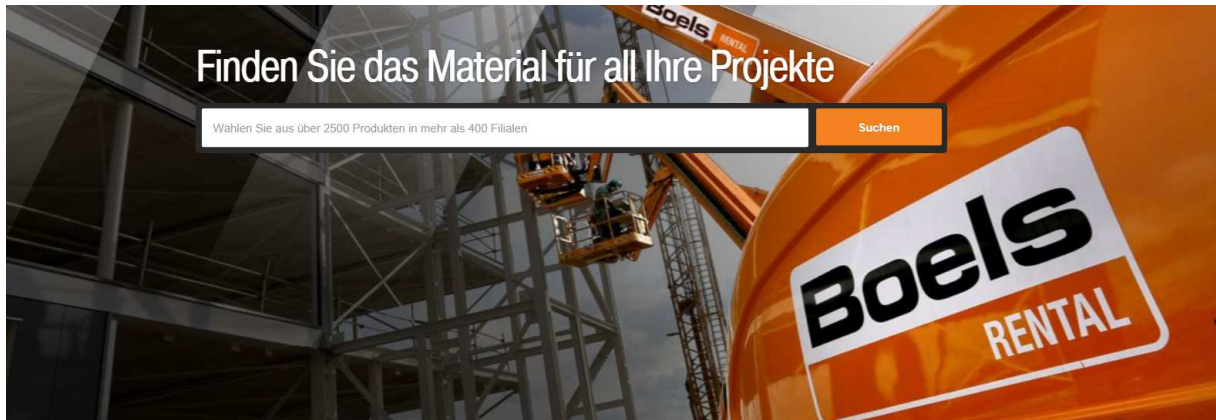 Boels
RENTAL
Finden Sie das Material für all Ihre Projekte
Wählen Sie aus über 2500 Produkten in mehr als 400 Filialen
Suchen
Boels
RENTAL